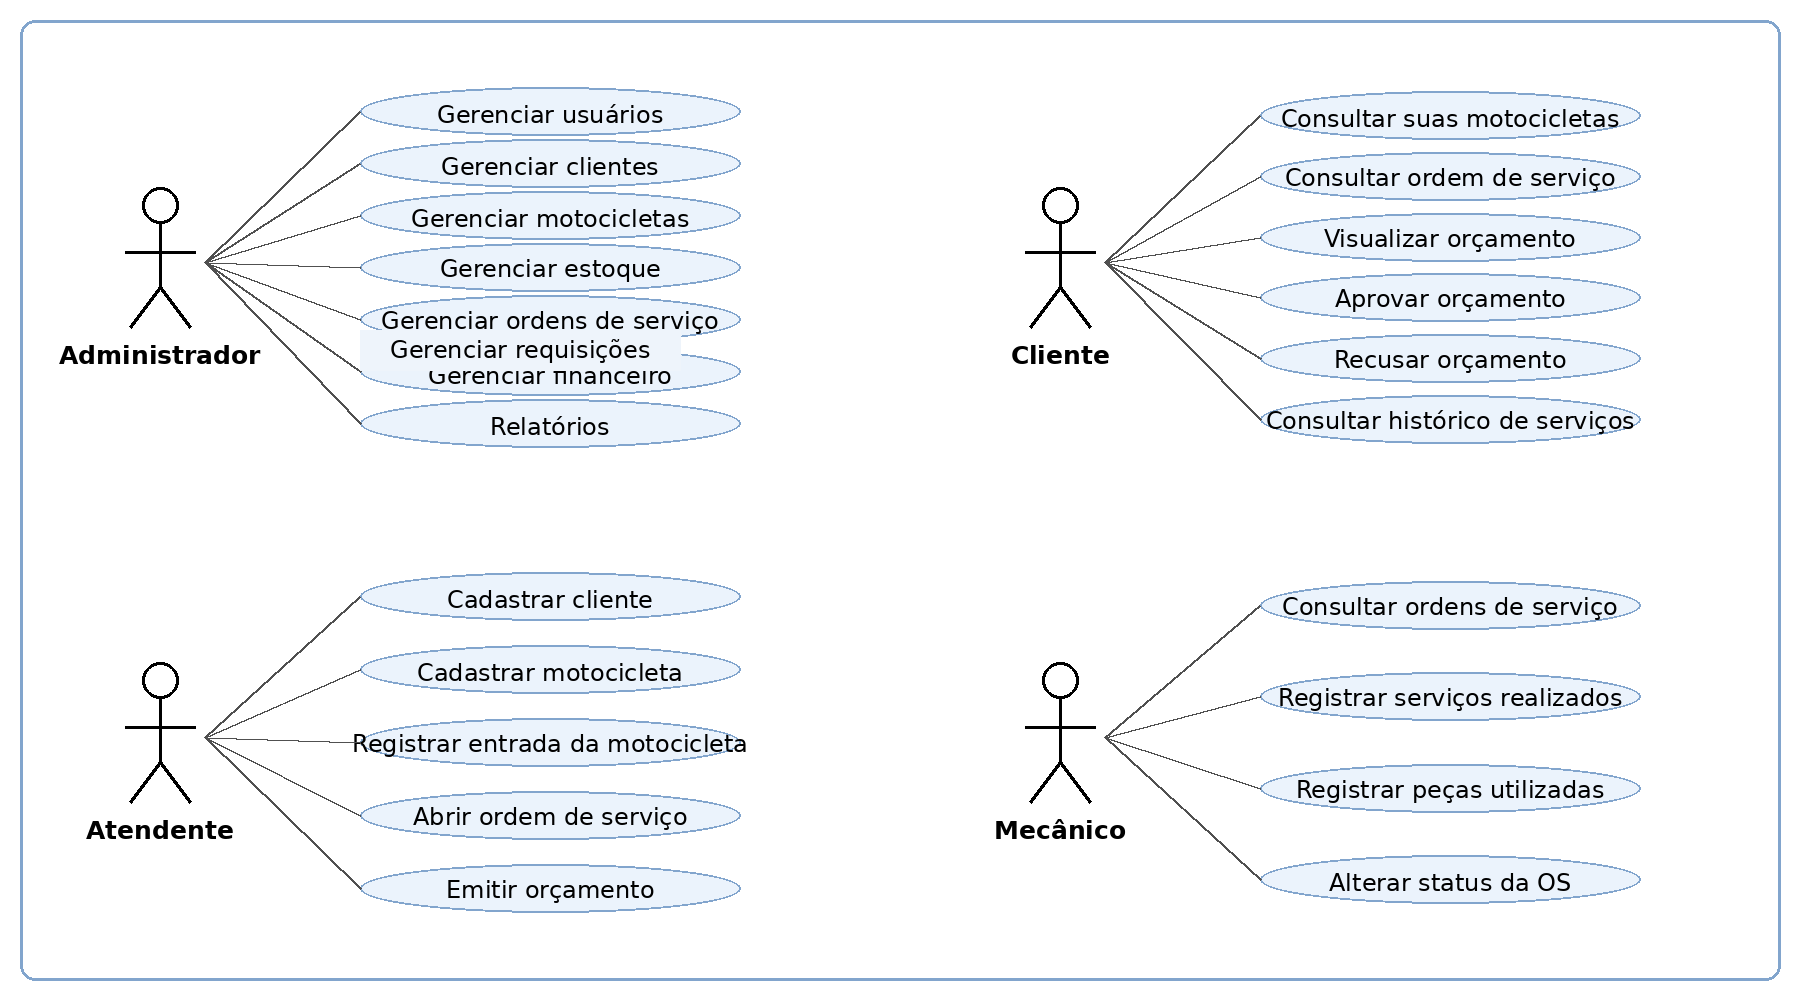 Gerenciar usuários
Gerenciar clientes
Gerenciar motocicletas
Gerenciar estoque
Gerenciar ordens de serviço
Gerenciar requisições
Gerenciar financeiro
Relatórios
Administrador
Consultar suas motocicletas
Consultar ordem de serviço
Visualizar orçamento
Aprovar orçamento
Recusar orçamento
Consultar histórico de serviços
Cliente
Cadastrar cliente
Cadastrar motocicleta
Registrar entrada da motocicleta
Abrir ordem de serviço
Emitir orçamento
Atendente
Consultar ordens de serviço
Registrar serviços realizados
Registrar peças utilizadas
Alterar status da OS
Mecânico